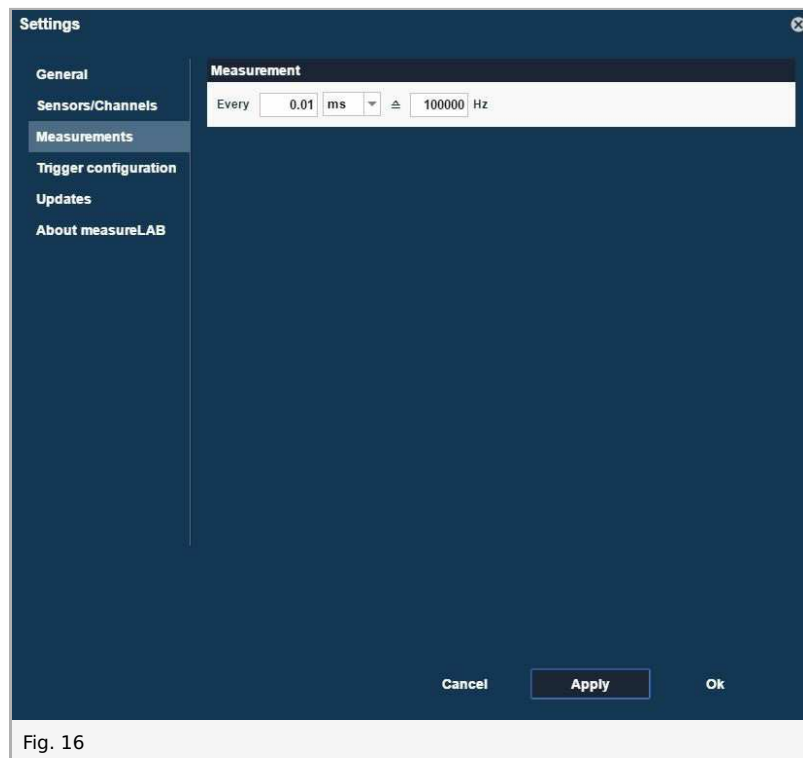 Settings
General
Sensors/Channels
Measurements
Trigger configuration
Updates
About measureLAB
Measurement
Every 0.01 ms ≙ 100000 Hz
Cancel Apply Ok
Fig. 16